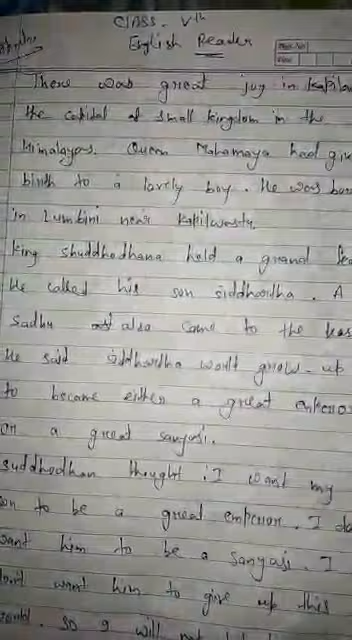 CLASS - Vth
English Reader
There was great joy in Kapilav
the capital of small kingdom in the
Himalayas. Queen Mahamaya had giv
birth to a lovely boy. He was bor
in Lumbini near Kapilvastu.
King Shuddhodhana held a grand fea
He called his son Siddhartha. A
Sadhu also came to the feas
He said Siddhartha would grow-up
to become either a great emperor
or a great sanyasi.
Suddhodhan thought : I want my
son to be a great emperor. I do
want him to be a sanyasi. I
don't want him to give up this
world. So I will not